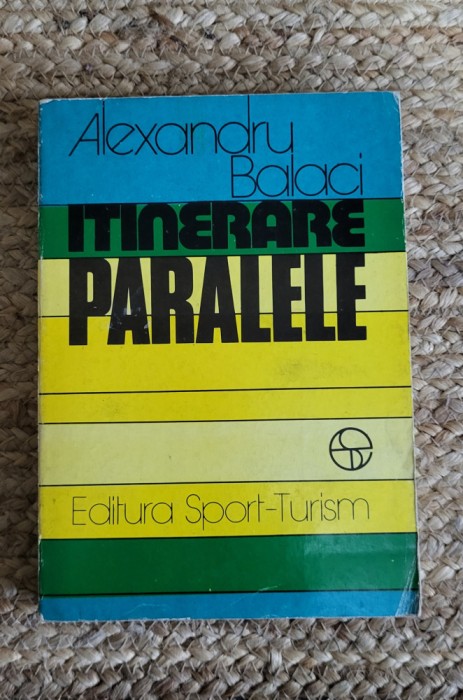 Alexandru
Balaci
ITINERARE
PARALELE
Editura Sport-Turism